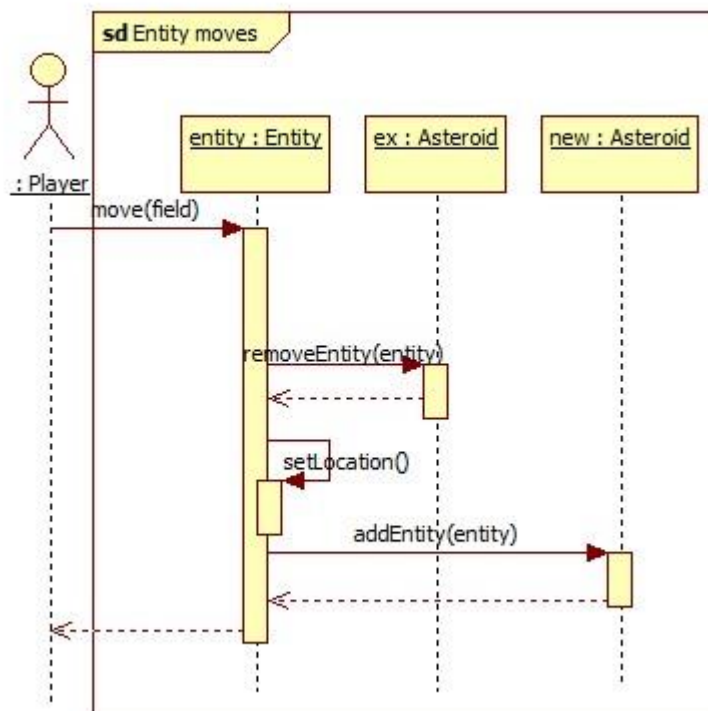 sd Entity moves
entity : Entity
ex : Asteroid
new : Asteroid
: Player
move(field)
removeEntity(entity)
setLocation()
addEntity(entity)